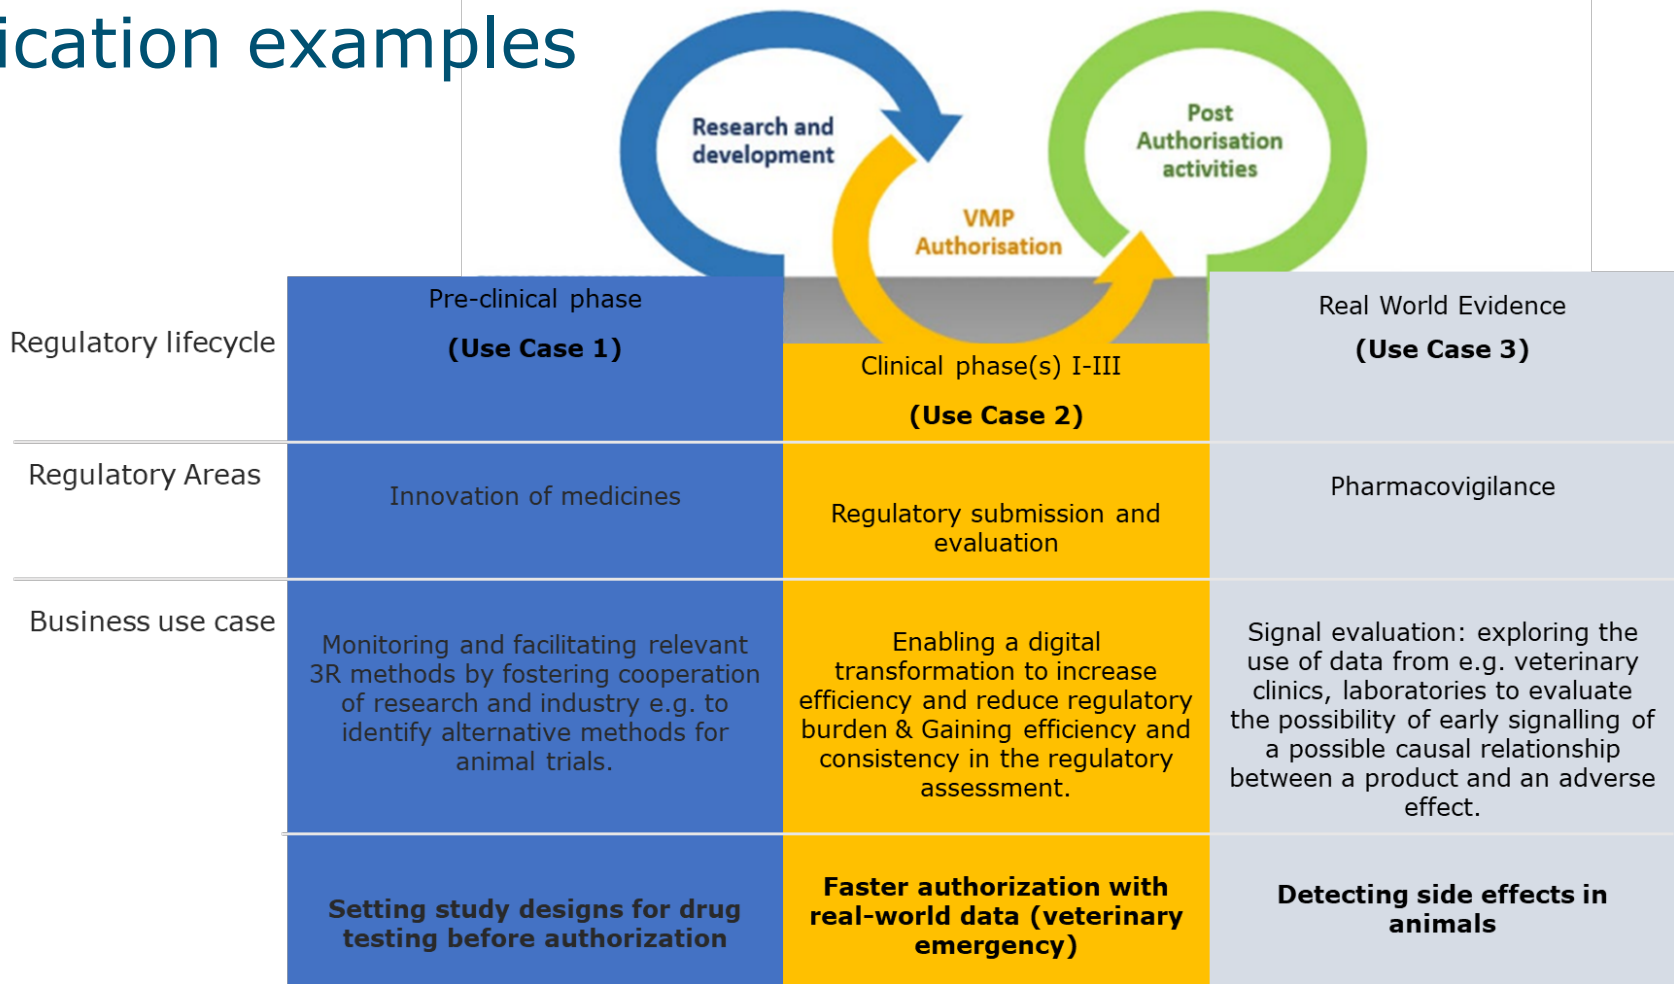 ication examples
Research and
development
VMP
Authorisation
Post
Authorisation
activities
Regulatory lifecycle
Pre-clinical phase
(Use Case 1)
Clinical phase(s) I-III
(Use Case 2)
Real World Evidence
(Use Case 3)
Regulatory Areas
Innovation of medicines
Regulatory submission and
evaluation
Pharmacovigilance
Business use case
Monitoring and facilitating relevant
3R methods by fostering cooperation
of research and industry e.g. to
identify alternative methods for
animal trials.
Enabling a digital
transformation to increase
efficiency and reduce regulatory
burden & Gaining efficiency and
consistency in the regulatory
assessment.
Signal evaluation: exploring the
use of data from e.g. veterinary
clinics, laboratories to evaluate
the possibility of early signalling of
a possible causal relationship
between a product and an adverse
effect.
Setting study designs for drug
testing before authorization
Faster authorization with
real-world data (veterinary
emergency)
Detecting side effects in
animals